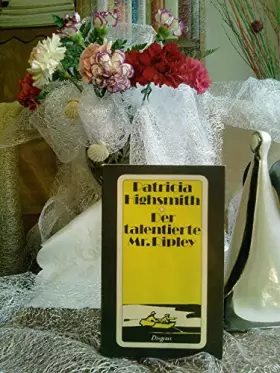 Patricia
Highsmith
Der
talentierte
Mr. Ripley
Diogenes